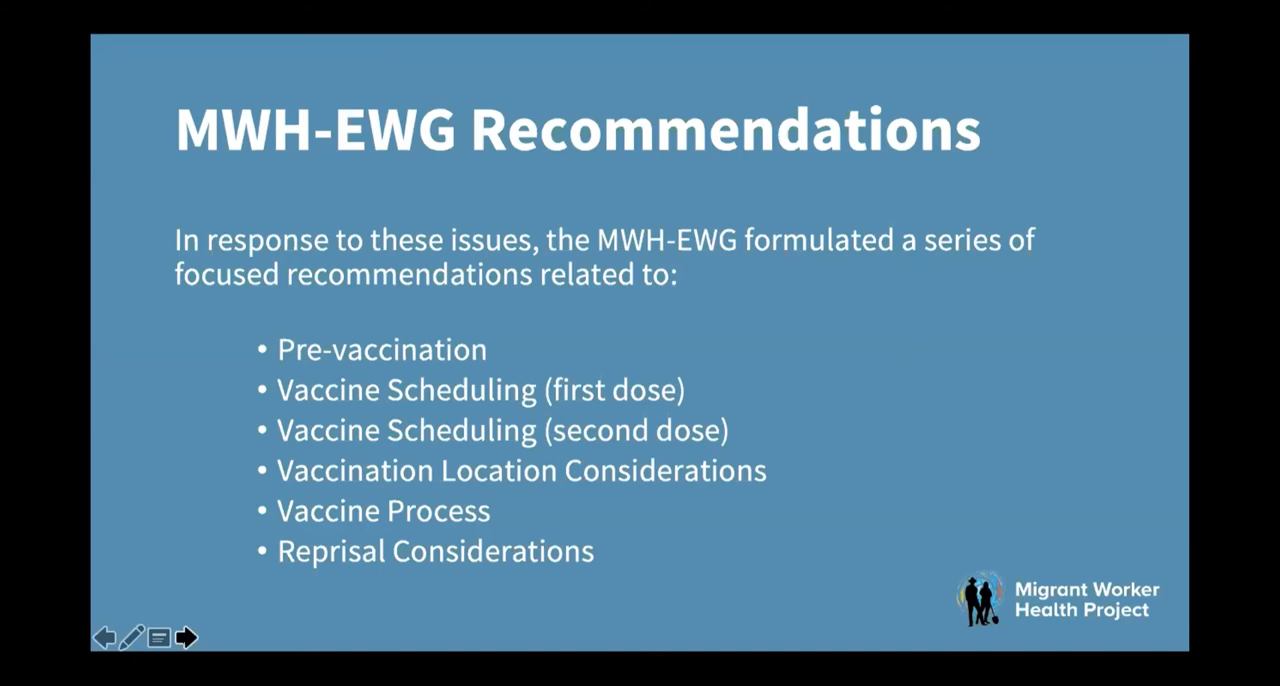 MWH-EWG Recommendations
In response to these issues, the MWH-EWG formulated a series of
focused recommendations related to:
• Pre-vaccination
• Vaccine Scheduling (first dose)
• Vaccine Scheduling (second dose)
• Vaccination Location Considerations
• Vaccine Process
• Reprisal Considerations
Migrant Worker
Health Project